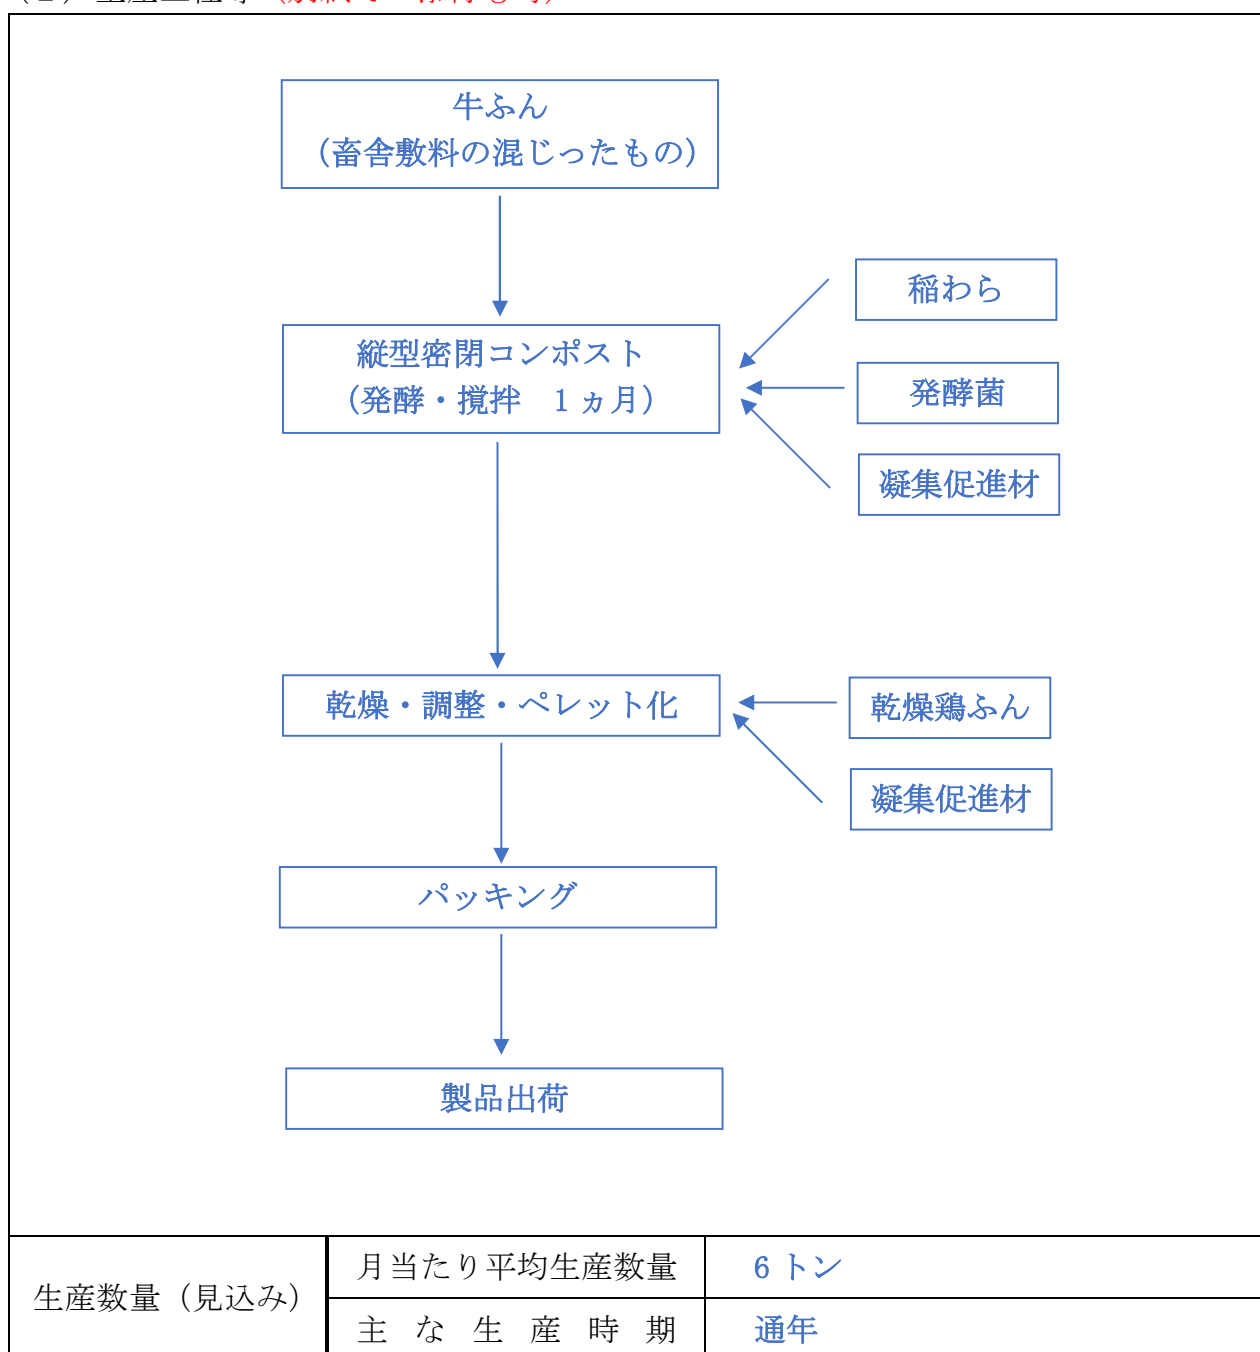 牛ふん
（畜舎敷料の混じったもの）
稲わら
縦型密閉コンポスト
（発酵・撹拌　１ヵ月）
発酵菌
凝集促進材
乾燥・調整・ペレット化
乾燥鶏ふん
凝集促進材
パッキング
製品出荷
生産数量（見込み）
月当たり平均生産数量
6 トン
主な生産時期
通年